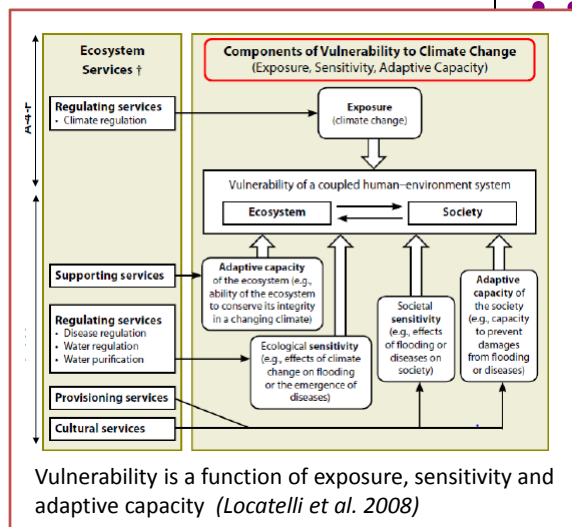 Ecosystem
Services †
Components of Vulnerability to Climate Change
(Exposure, Sensitivity, Adaptive Capacity)
Regulating services
• Climate regulation
Exposure
(climate change)
Vulnerability of a coupled human–environment system
Ecosystem
Society
Supporting services
Adaptive capacity
of the ecosystem (e.g.,
ability of the ecosystem
to conserve its integrity
in a changing climate)
Societal
sensitivity
(e.g., effects
of flooding or
diseases on
society)
Adaptive
capacity of
the society
(e.g., capacity
to prevent
damages
from flooding
or diseases)
Regulating services
• Disease regulation
• Water regulation
• Water purification
Ecological sensitivity
(e.g., effects of climate
change on flooding
or the emergence of
diseases)
Provisioning services
Cultural services
Vulnerability is a function of exposure, sensitivity and
adaptive capacity (Locatelli et al. 2008)